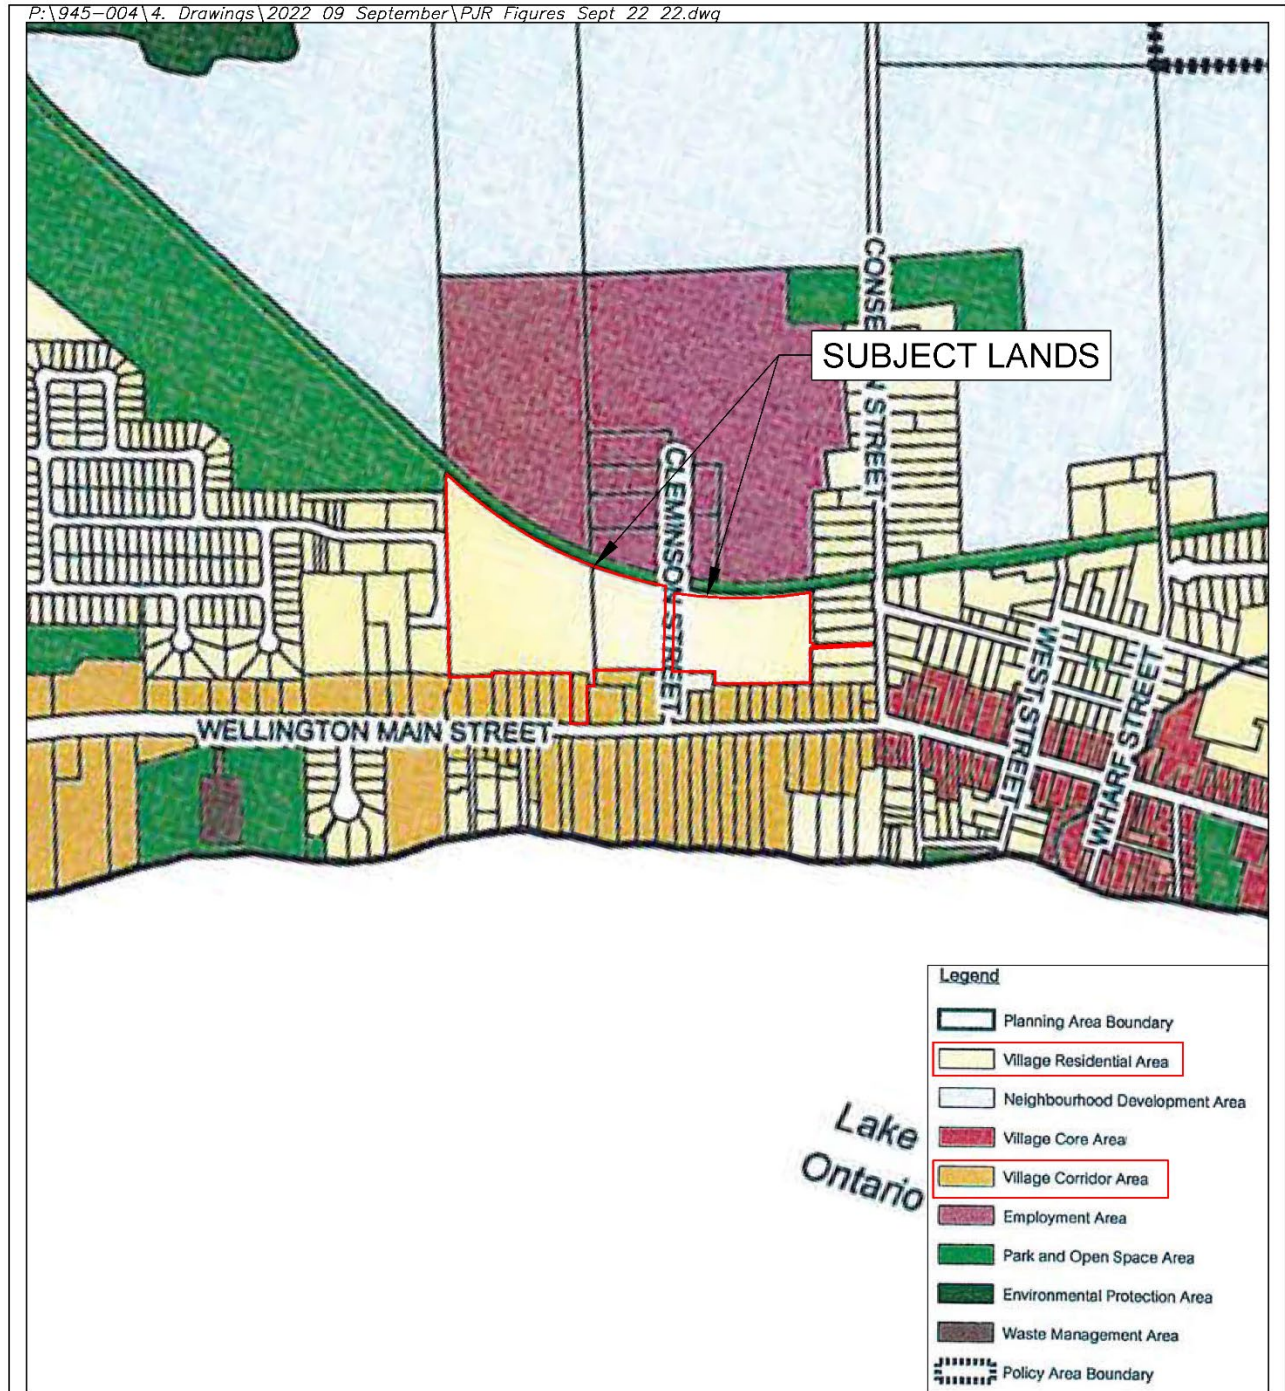 P:\945-004\4. Drawings\2022 09 September\PJR Figures Sept 22 22.dwg
CONSE N STREET
SUBJECT LANDS
CLEMINSON STREET
WELLINGTON MAIN STREET
WEST STREET
WHARF STREET
Lake
Ontario
Legend
Planning Area Boundary
Village Residential Area
Neighbourhood Development Area
Village Core Area
Village Corridor Area
Employment Area
Park and Open Space Area
Environmental Protection Area
Waste Management Area
Policy Area Boundary